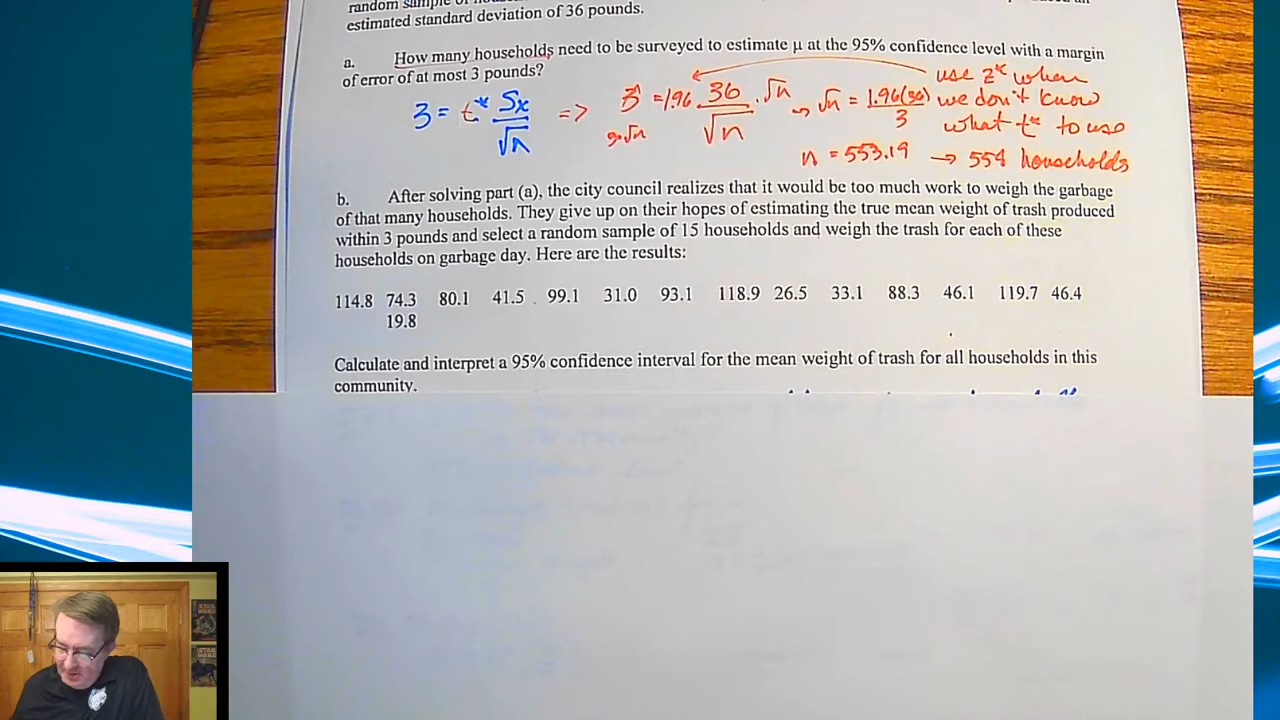 random sample of
estimated standard deviation of 36 pounds.
a. How many households need to be surveyed to estimate μ at the 95% confidence level with a margin
of error of at most 3 pounds?
3 = t* Sx/√n => 3 = 1.96 · 36/√n · √n → √n = 1.96(36)/3
use z* when
we don't know
what t* to use
n = 553.19 → 554 households
b. After solving part (a), the city council realizes that it would be too much work to weigh the garbage
of that many households. They give up on their hopes of estimating the true mean weight of trash produced
within 3 pounds and select a random sample of 15 households and weigh the trash for each of these
households on garbage day. Here are the results:
114.8 74.3 80.1 41.5 99.1 31.0 93.1 118.9 26.5 33.1 88.3 46.1 119.7 46.4
19.8
Calculate and interpret a 95% confidence interval for the mean weight of trash for all households in this
community.
STAR
WARS
STAR
WARS